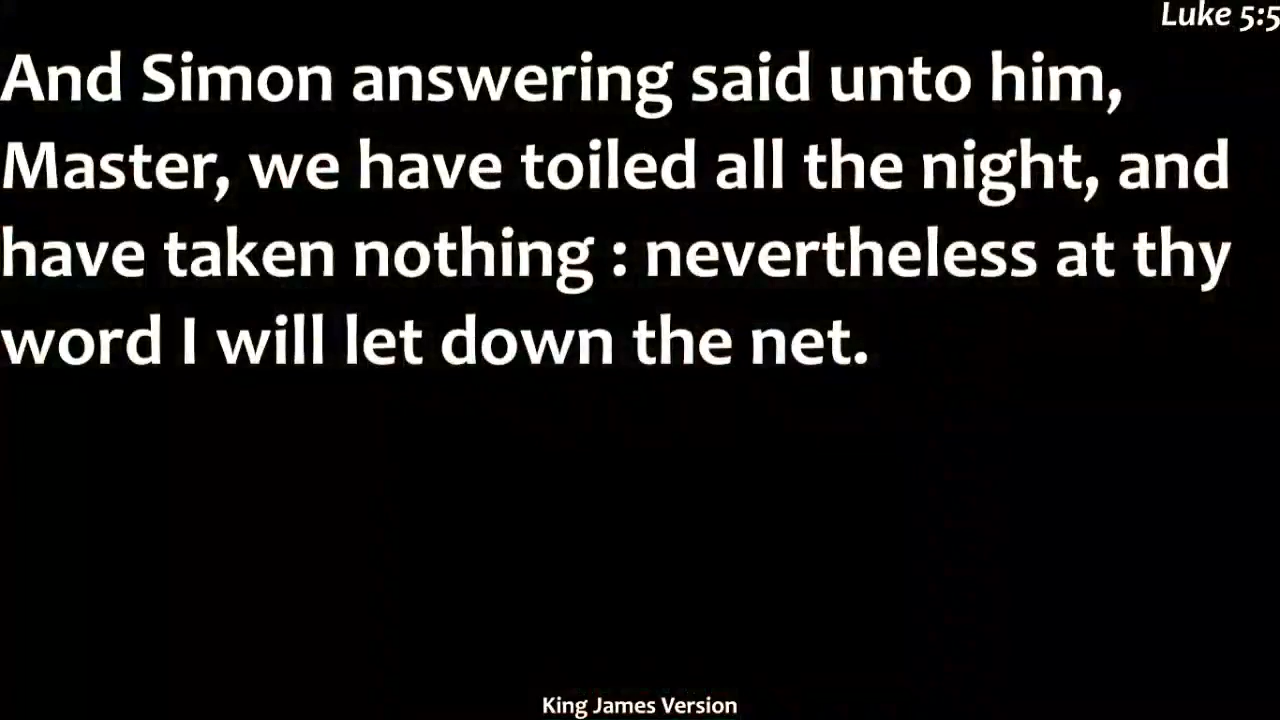 Luke 5:5
And Simon answering said unto him,
Master, we have toiled all the night, and
have taken nothing : nevertheless at thy
word I will let down the net.
King James Version